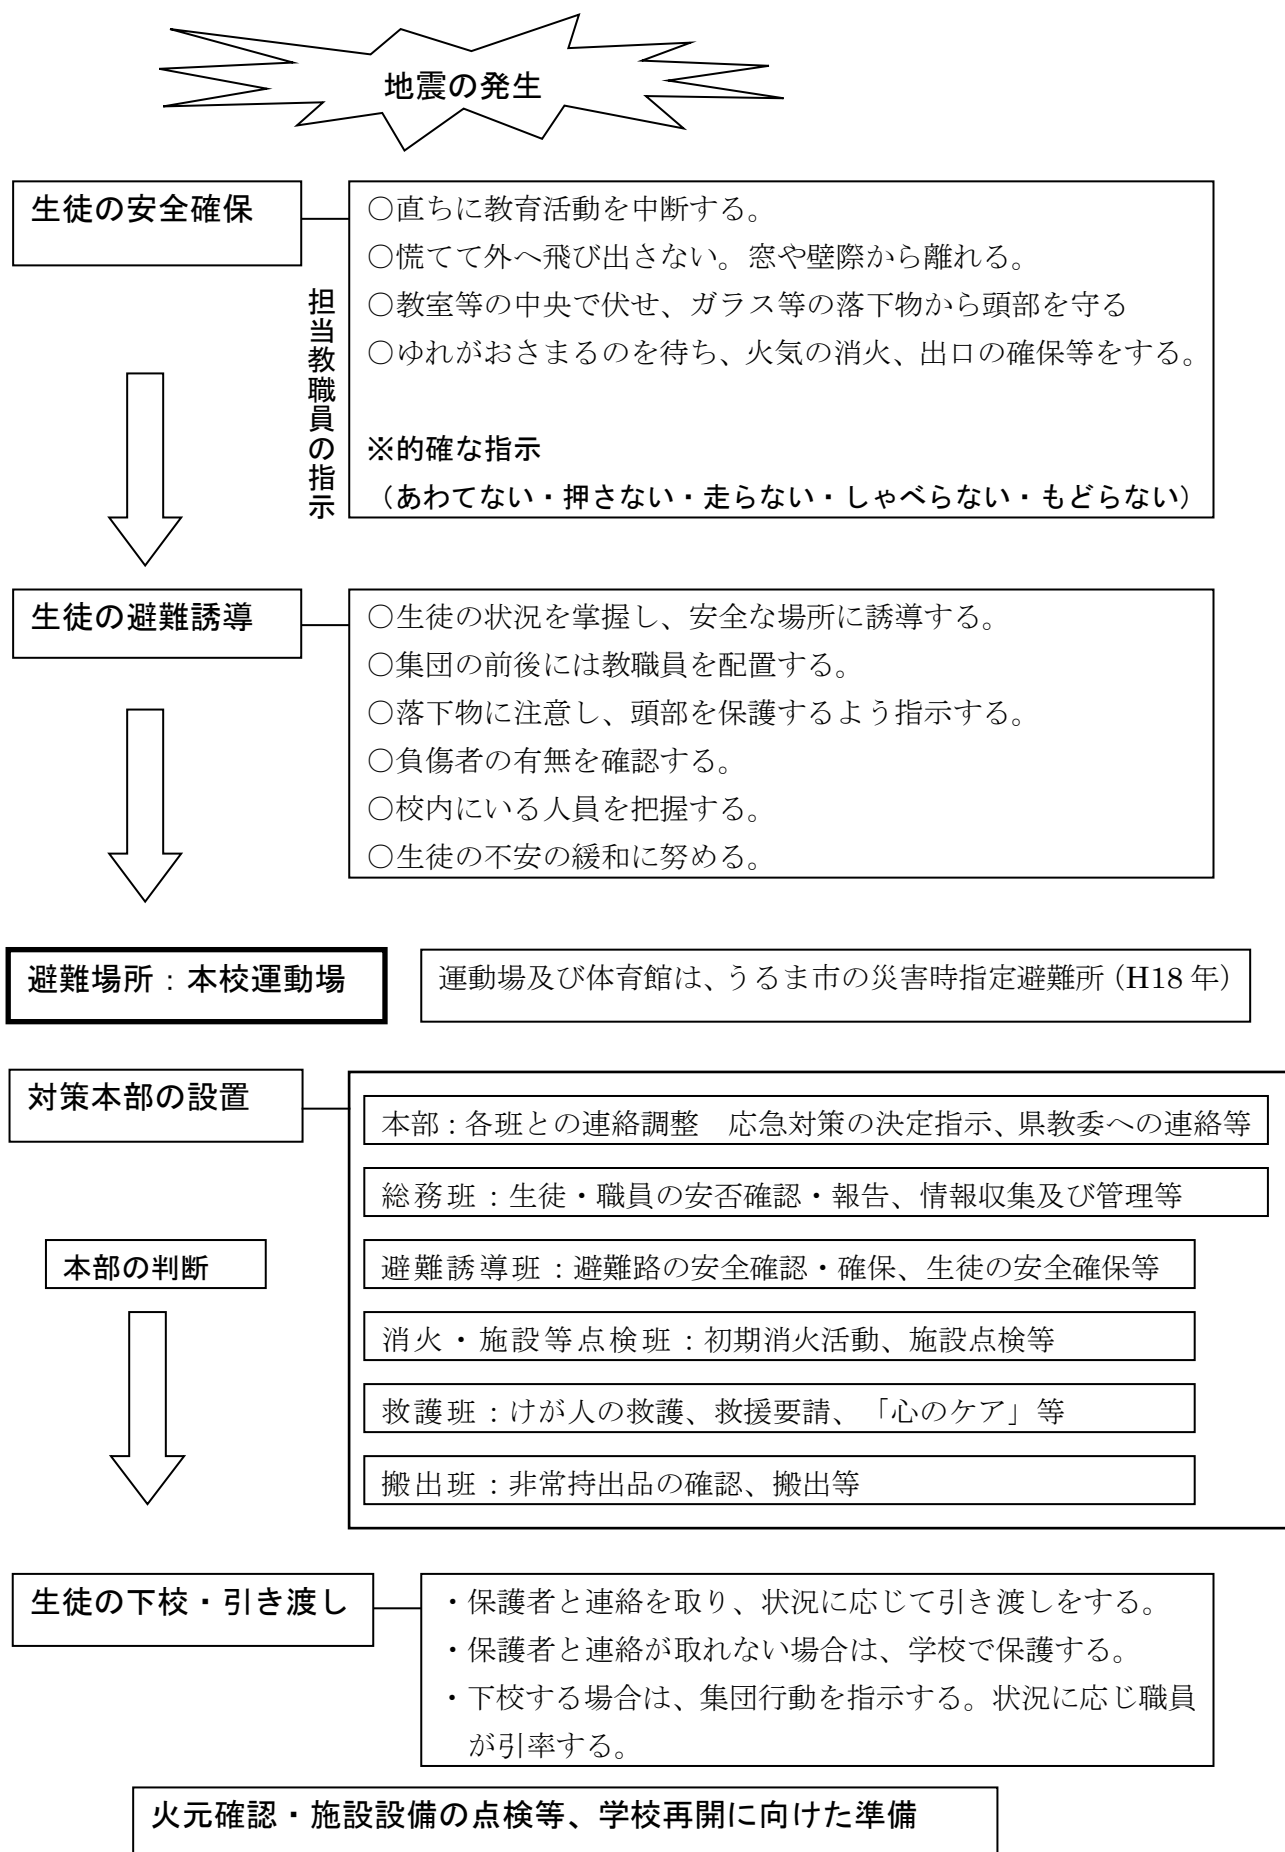 地震の発生
生徒の安全確保
○直ちに教育活動を中断する。
○慌てて外へ飛び出さない。窓や壁際から離れる。
○教室等の中央で伏せ、ガラス等の落下物から頭部を守る
○ゆれがおさまるのを待ち、火気の消火、出口の確保等をする。
※的確な指示
（あわてない・押さない・走らない・しゃべらない・もどらない）
担当教職員の指示
生徒の避難誘導
○生徒の状況を掌握し、安全な場所に誘導する。
○集団の前後には教職員を配置する。
○落下物に注意し、頭部を保護するよう指示する。
○負傷者の有無を確認する。
○校内にいる人員を把握する。
○生徒の不安の緩和に努める。
避難場所：本校運動場
運動場及び体育館は、うるま市の災害時指定避難所（H18 年）
対策本部の設置
本部：各班との連絡調整　応急対策の決定指示、県教委への連絡等
総務班：生徒・職員の安否確認・報告、情報収集及び管理等
避難誘導班：避難路の安全確認・確保、生徒の安全確保等
消火・施設等点検班：初期消火活動、施設点検等
救護班：けが人の救護、救援要請、「心のケア」等
搬出班：非常持出品の確認、搬出等
本部の判断
生徒の下校・引き渡し
・保護者と連絡を取り、状況に応じて引き渡しをする。
・保護者と連絡が取れない場合は、学校で保護する。
・下校する場合は、集団行動を指示する。状況に応じ職員
が引率する。
火元確認・施設設備の点検等、学校再開に向けた準備